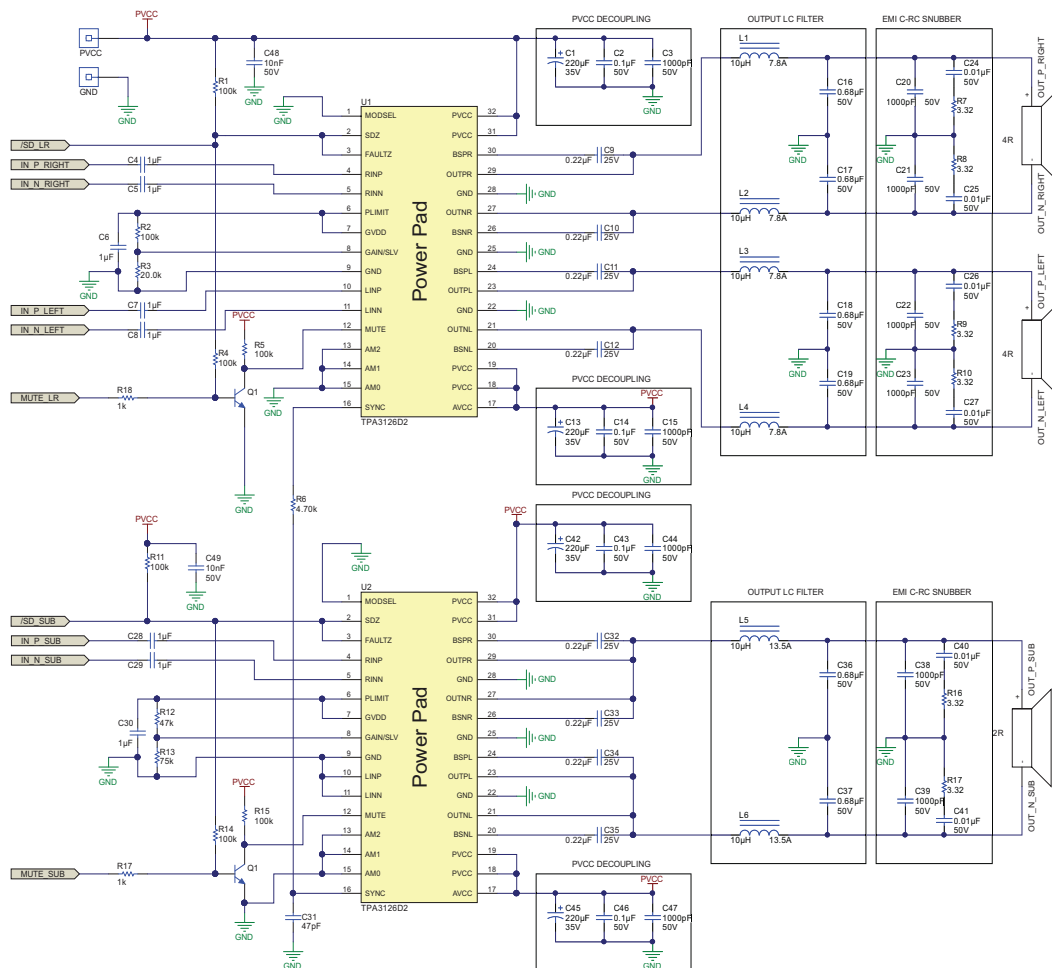 PVCC
PVCC
GND
GND
R1
100k
C48
10nF
50V
GND
GND
PVCC DECOUPLING
C1
220µF
35V
C2
0.1µF
50V
C3
1000pF
50V
GND
OUTPUT LC FILTER
EMI C-RC SNUBBER
L1
10µH
7.8A
C16
0.68µF
50V
GND
C17
0.68µF
50V
L2
10µH
7.8A
C20
1000pF
50V
C24
0.01µF
50V
R7
3.32
GND
C21
1000pF
50V
R8
3.32
C25
0.01µF
50V
OUT_P_RIGHT
+
4R
-
OUT_N_RIGHT
/SD_LR
IN_P_RIGHT
IN_N_RIGHT
C4
1µF
C5
1µF
C6
1µF
R2
100k
R3
20.0k
GND
IN_P_LEFT
IN_N_LEFT
C7
1µF
C8
1µF
PVCC
R5
100k
R4
100k
MUTE_LR
R18
1k
Q1
GND
GND
U1
Power Pad
1 MODSEL
2 SDZ
3 FAULTZ
4 RINP
5 RINN
6 PLIMIT
7 GVDD
8 GAIN/SLV
9 GND
10 LINP
11 LINN
12 MUTE
13 AM2
14 AM1
15 AM0
16 SYNC
PVCC 32
PVCC 31
BSPR 30
OUTPR 29
GND 28
OUTNR 27
BSNR 26
GND 25
BSPL 24
OUTPL 23
GND 22
OUTNL 21
BSNL 20
PVCC 19
PVCC 18
AVCC 17
TPA3126D2
C9
0.22µF
25V
GND
C10
0.22µF
25V
GND
C11
0.22µF
25V
GND
C12
0.22µF
25V
L3
10µH
7.8A
C18
0.68µF
50V
GND
C19
0.68µF
50V
L4
10µH
7.8A
C22
1000pF
50V
C26
0.01µF
50V
R9
3.32
GND
C23
1000pF
50V
R10
3.32
C27
0.01µF
50V
OUT_P_LEFT
+
4R
-
OUT_N_LEFT
PVCC DECOUPLING
PVCC
C13
220µF
35V
C14
0.1µF
50V
C15
1000pF
50V
GND
R6
4.70k
PVCC
R11
100k
C49
10nF
50V
GND
GND
PVCC DECOUPLING
PVCC
C42
220µF
35V
C43
0.1µF
50V
C44
1000pF
50V
GND
/SD_SUB
IN_P_SUB
IN_N_SUB
C28
1µF
C29
1µF
C30
1µF
R12
47k
R13
75k
GND
PVCC
R15
100k
R14
100k
MUTE_SUB
R17
1k
Q1
GND
C31
47pF
GND
U2
Power Pad
1 MODSEL
2 SDZ
3 FAULTZ
4 RINP
5 RINN
6 PLIMIT
7 GVDD
8 GAIN/SLV
9 GND
10 LINP
11 LINN
12 MUTE
13 AM2
14 AM1
15 AM0
16 SYNC
PVCC 32
PVCC 31
BSPR 30
OUTPR 29
GND 28
OUTNR 27
BSNR 26
GND 25
BSPL 24
OUTPL 23
GND 22
OUTNL 21
BSNL 20
PVCC 19
PVCC 18
AVCC 17
TPA3126D2
C32
0.22µF
25V
GND
C33
0.22µF
25V
GND
C34
0.22µF
25V
GND
C35
0.22µF
25V
OUTPUT LC FILTER
EMI C-RC SNUBBER
L5
10µH
13.5A
C36
0.68µF
50V
GND
C37
0.68µF
50V
L6
10µH
13.5A
C38
1000pF
50V
C40
0.01µF
50V
R16
3.32
GND
C39
1000pF
50V
R17
3.32
C41
0.01µF
50V
OUT_P_SUB
+
2R
-
OUT_N_SUB
PVCC DECOUPLING
PVCC
C45
220µF
35V
C46
0.1µF
50V
C47
1000pF
50V
GND